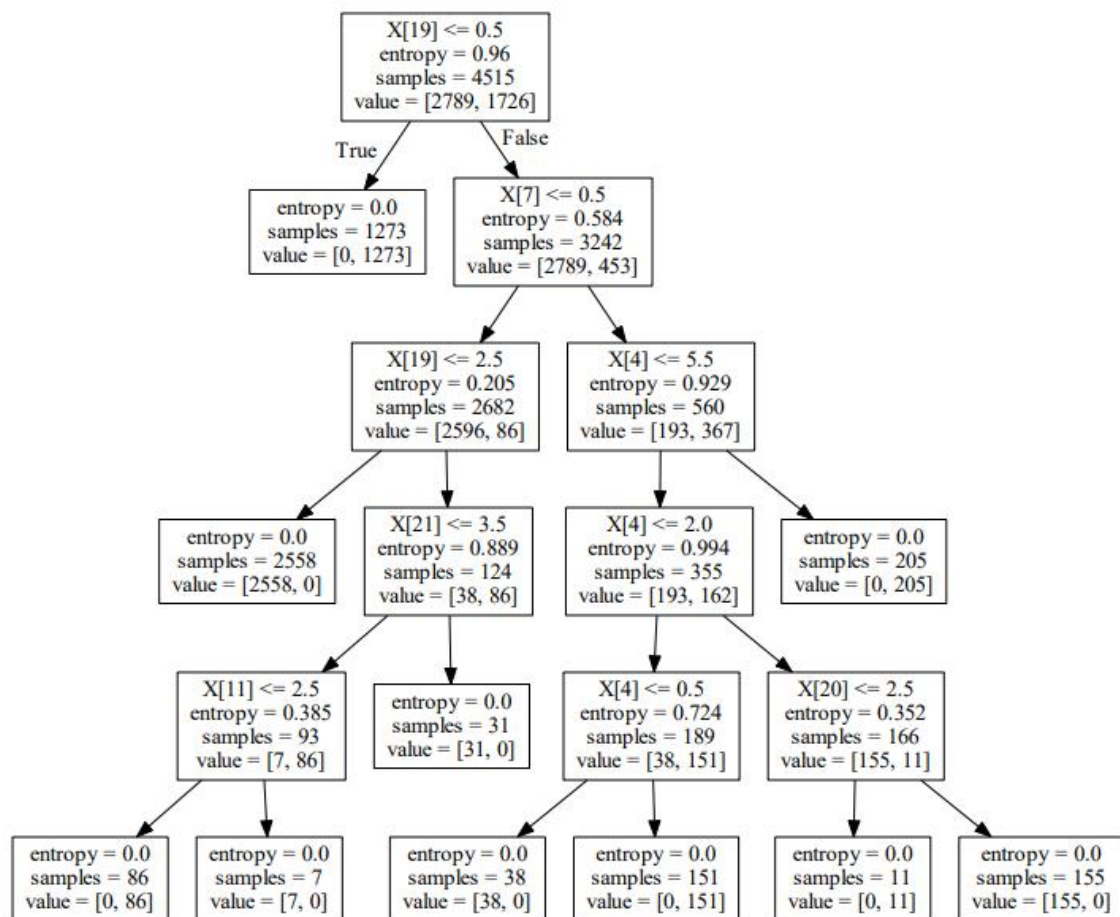 X[19] <= 0.5
entropy = 0.96
samples = 4515
value = [2789, 1726]
True
False
entropy = 0.0
samples = 1273
value = [0, 1273]
X[7] <= 0.5
entropy = 0.584
samples = 3242
value = [2789, 453]
X[19] <= 2.5
entropy = 0.205
samples = 2682
value = [2596, 86]
X[4] <= 5.5
entropy = 0.929
samples = 560
value = [193, 367]
entropy = 0.0
samples = 2558
value = [2558, 0]
X[21] <= 3.5
entropy = 0.889
samples = 124
value = [38, 86]
X[4] <= 2.0
entropy = 0.994
samples = 355
value = [193, 162]
entropy = 0.0
samples = 205
value = [0, 205]
X[11] <= 2.5
entropy = 0.385
samples = 93
value = [7, 86]
entropy = 0.0
samples = 31
value = [31, 0]
X[4] <= 0.5
entropy = 0.724
samples = 189
value = [38, 151]
X[20] <= 2.5
entropy = 0.352
samples = 166
value = [155, 11]
entropy = 0.0
samples = 86
value = [0, 86]
entropy = 0.0
samples = 7
value = [7, 0]
entropy = 0.0
samples = 38
value = [38, 0]
entropy = 0.0
samples = 151
value = [0, 151]
entropy = 0.0
samples = 11
value = [0, 11]
entropy = 0.0
samples = 155
value = [155, 0]